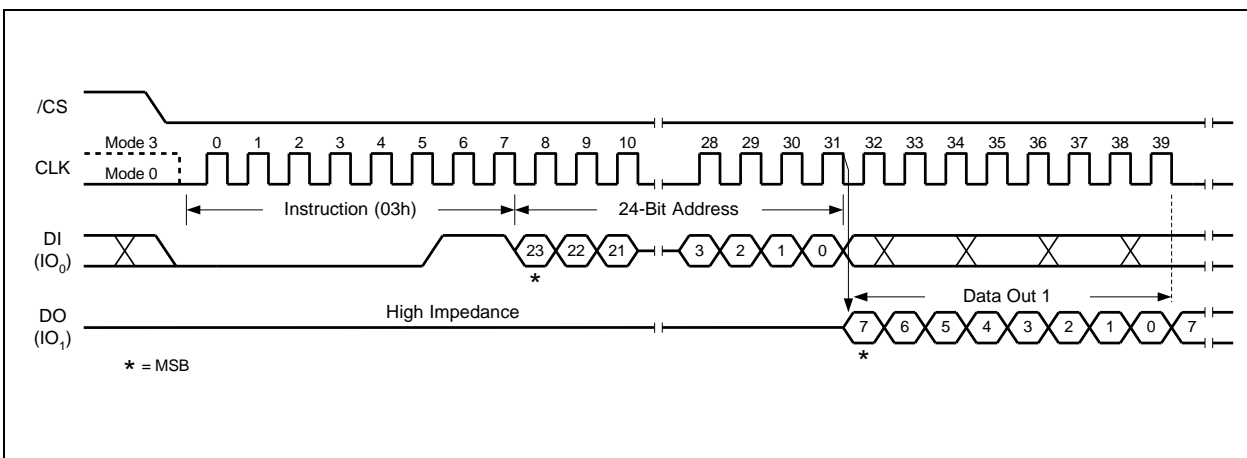 /CS
Mode 3 0 1 2 3 4 5 6 7 8 9 10 28 29 30 31 32 33 34 35 36 37 38 39
CLK
Mode 0
Instruction (03h) 24-Bit Address
DI
(IO0) 23 22 21 3 2 1 0
*
High Impedance Data Out 1
DO
(IO1) 7 6 5 4 3 2 1 0 7
*
* = MSB